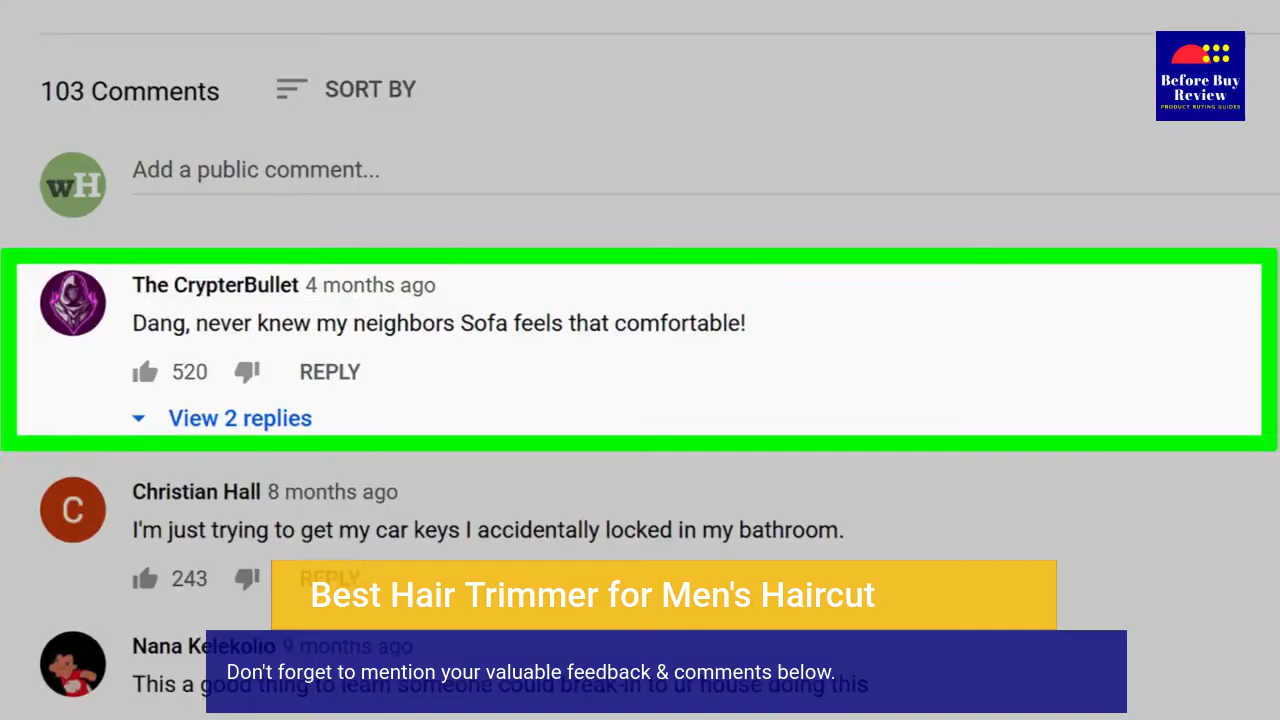 103 Comments
SORT BY
Before Buy
Review
PRODUCT BUYING GUIDES
wH
Add a public comment...
The CrypterBullet 4 months ago
Dang, never knew my neighbors Sofa feels that comfortable!
520
REPLY
View 2 replies
C
Christian Hall 8 months ago
I'm just trying to get my car keys I accidentally locked in my bathroom.
243
REPLY
Best Hair Trimmer for Men's Haircut
Nana Kelekolio 9 months ago
Don't forget to mention your valuable feedback & comments below.
This a good thing to learn someone could break-in to ur house doing this